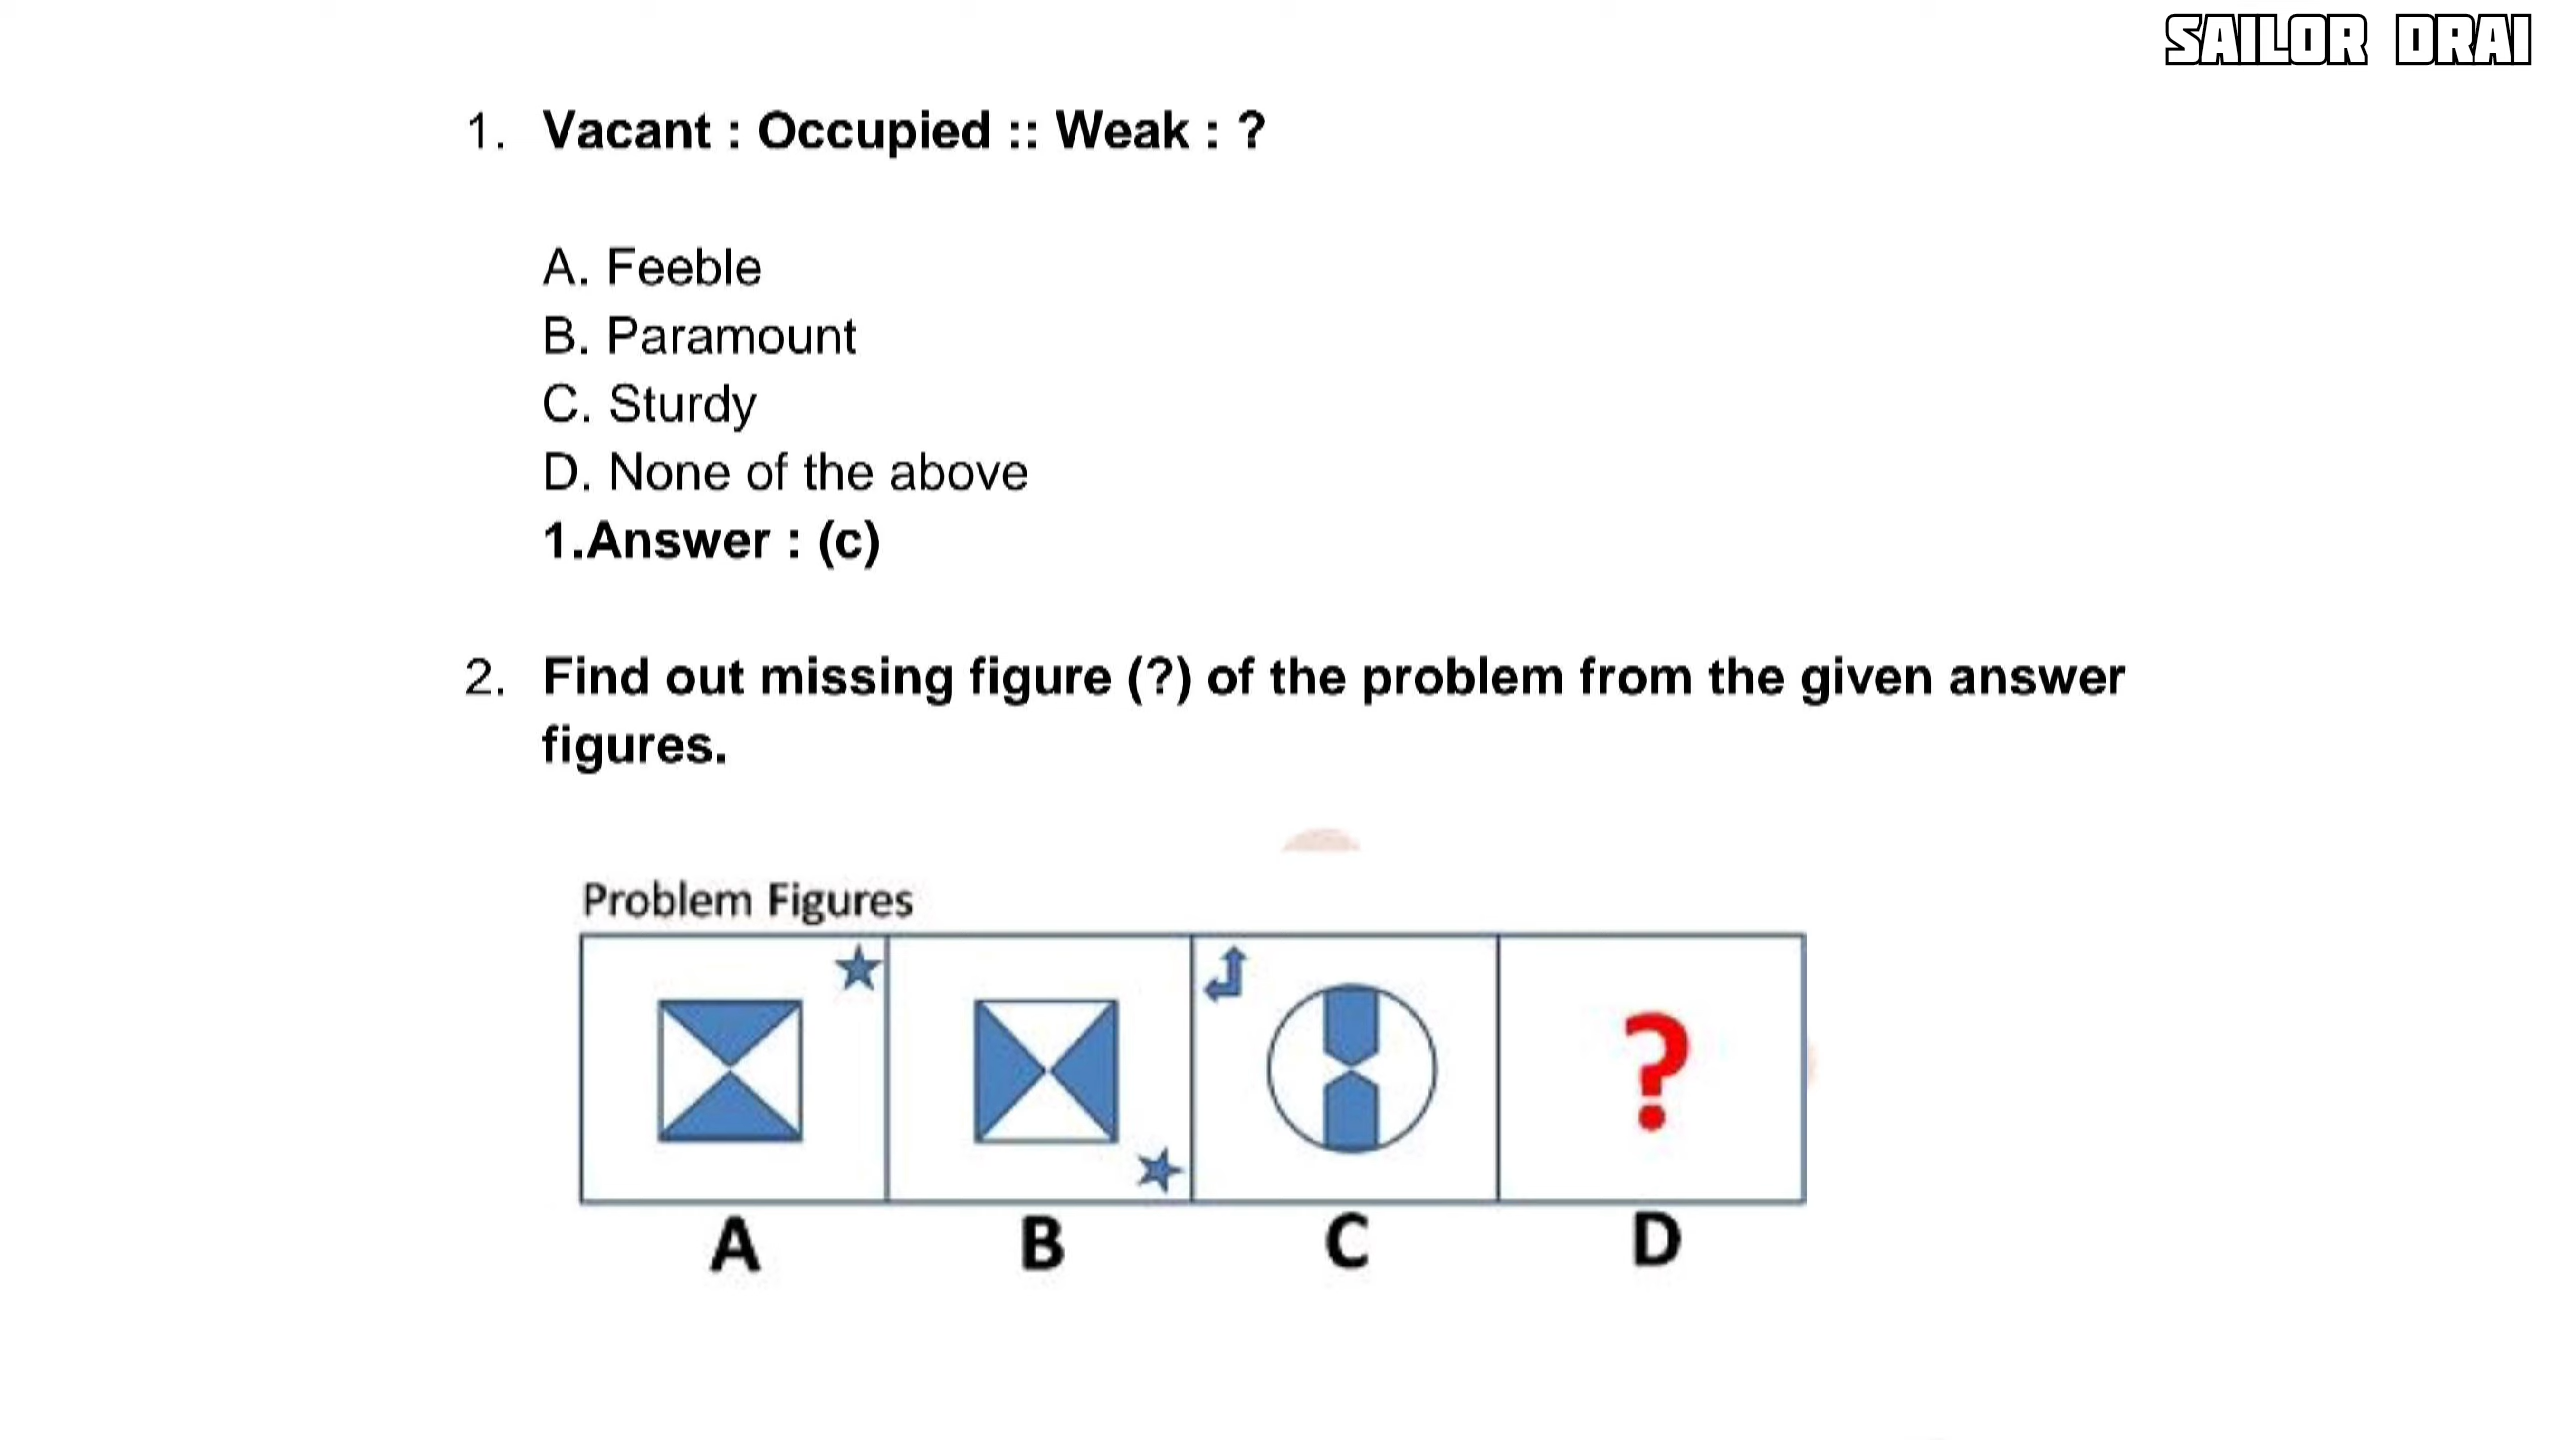 SAILOR DRAI
1. Vacant : Occupied :: Weak : ?
A. Feeble
B. Paramount
C. Sturdy
D. None of the above
1.Answer : (c)
2. Find out missing figure (?) of the problem from the given answer
figures.
Problem Figures
?
A B C D